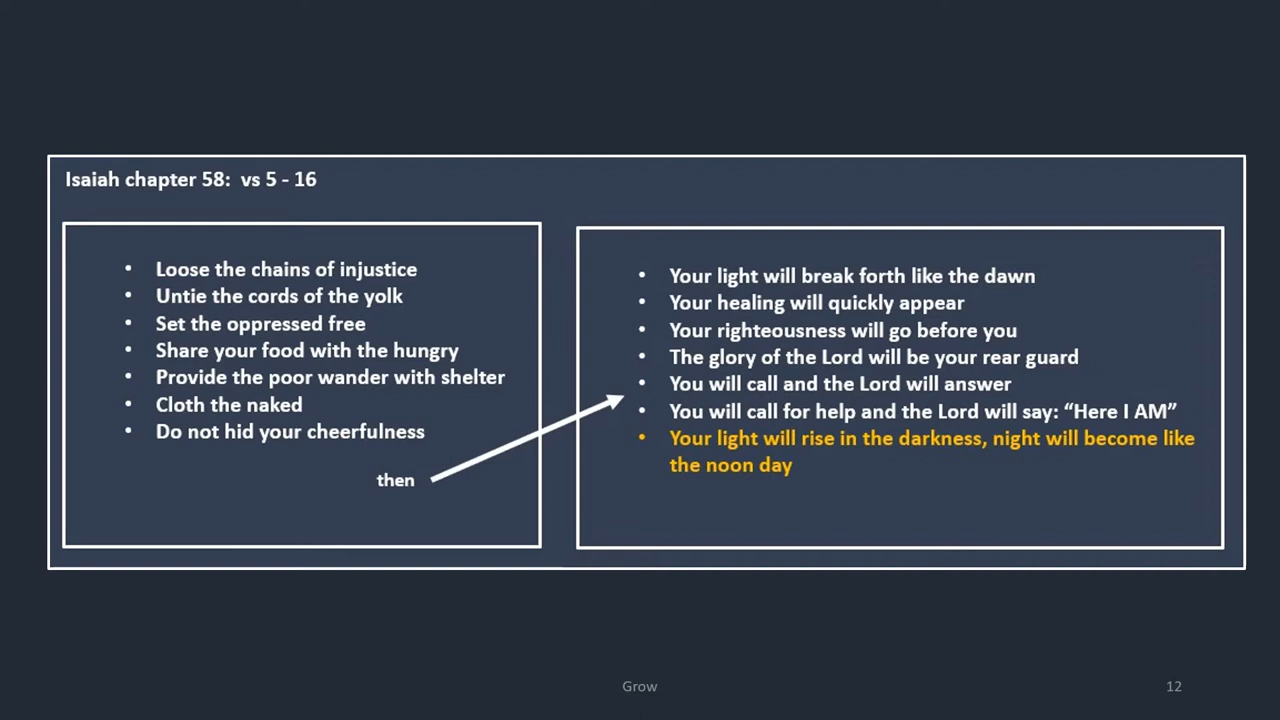 Isaiah chapter 58:  vs 5 - 16
• Loose the chains of injustice
• Untie the cords of the yolk
• Set the oppressed free
• Share your food with the hungry
• Provide the poor wander with shelter
• Cloth the naked
• Do not hid your cheerfulness
then
• Your light will break forth like the dawn
• Your healing will quickly appear
• Your righteousness will go before you
• The glory of the Lord will be your rear guard
• You will call and the Lord will answer
• You will call for help and the Lord will say: “Here I AM”
• Your light will rise in the darkness, night will become like
the noon day
Grow
12